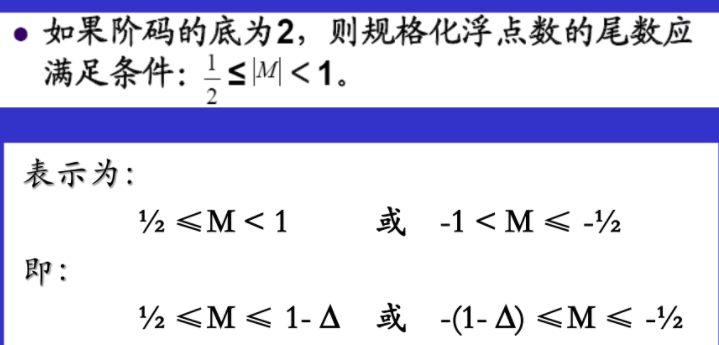 • 如果阶码的底为2，则规格化浮点数的尾数应
满足条件：½≤|M|<1。
表示为：
½ ≤M < 1 或 -1 < M ≤ -½
即：
½ ≤M ≤ 1- Δ 或 -(1- Δ) ≤M ≤ -½